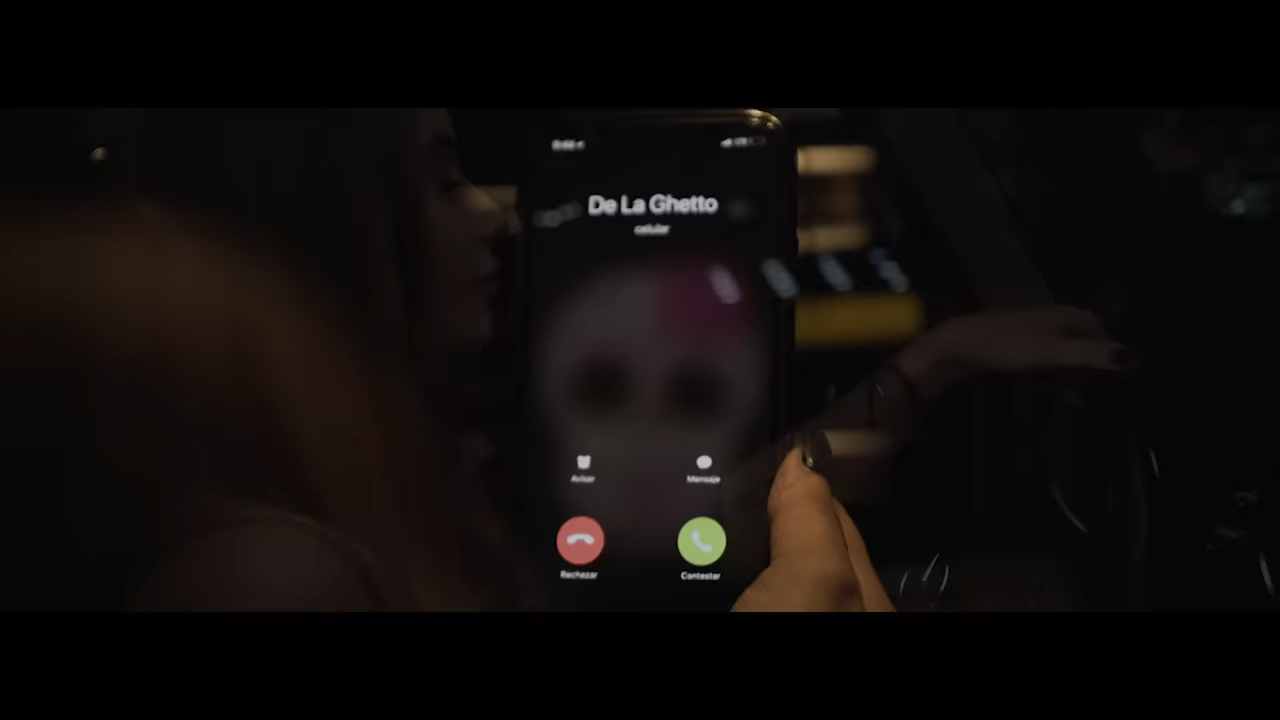 De La Ghetto
celular
Avisar
Mensaje
Rechazar
Contestar